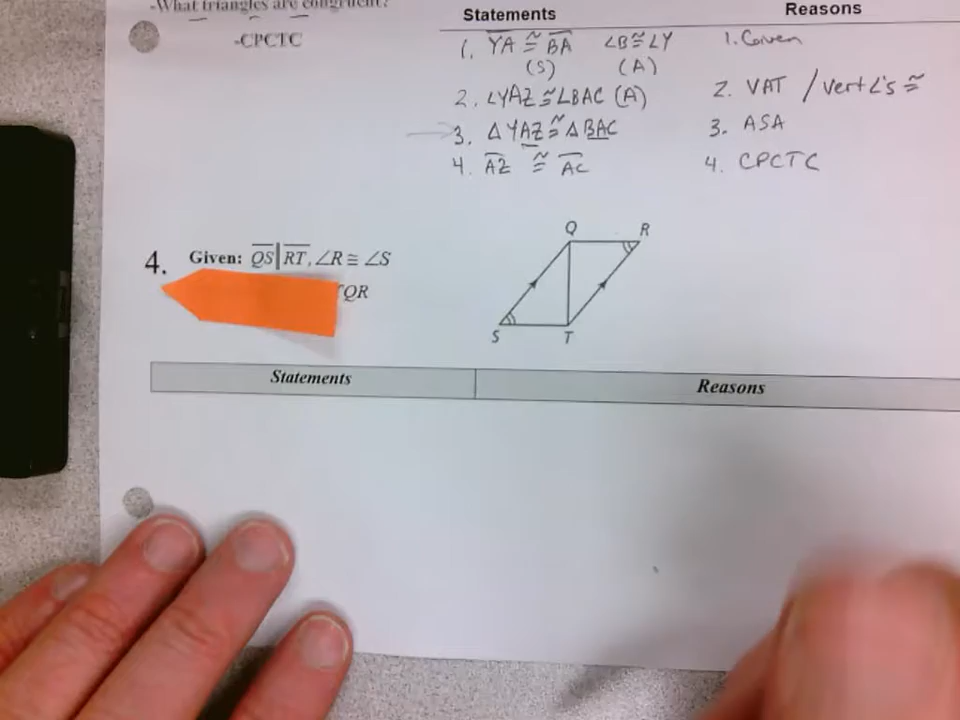 -What triangles are congruent?
-CPCTC
Statements Reasons
1. YA ≅ BA ∠B ≅ ∠Y 1. Given
(S) (A)
2. ∠YAZ ≅ ∠BAC (A) 2. VAT / Vert ∠'s ≅
3. △YAZ ≅ △BAC 3. ASA
4. AZ ≅ AC 4. CPCTC
4. Given: QS || RT, ∠R ≅ ∠S
TQR
Q R
S T
Statements Reasons